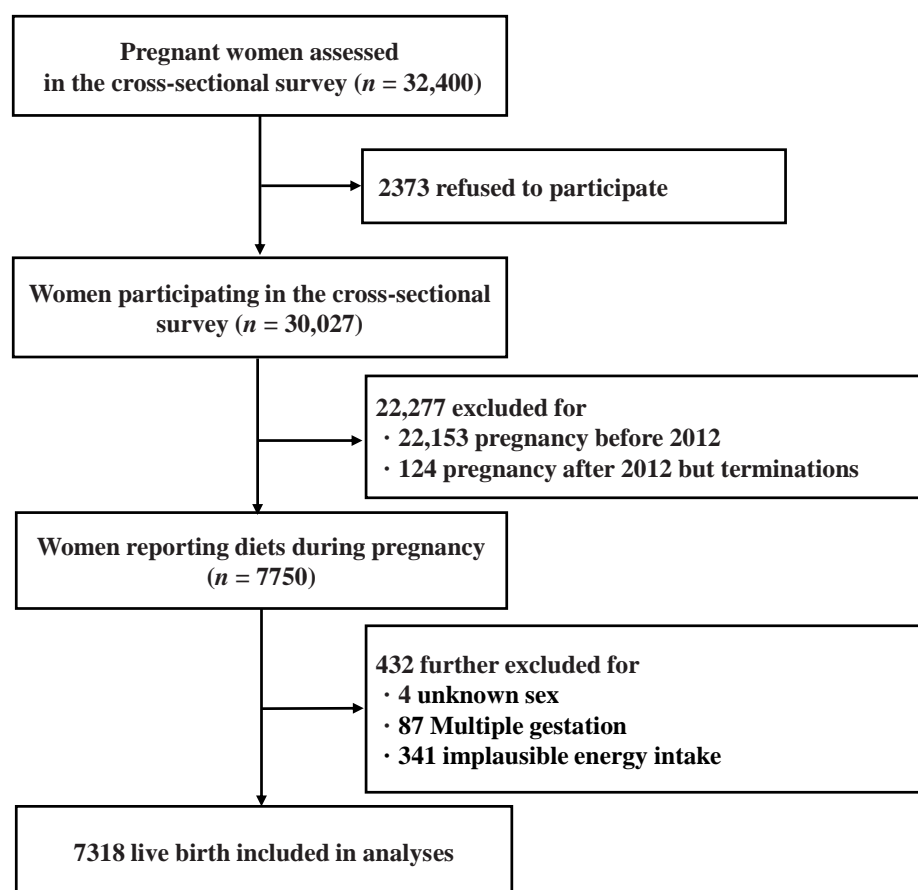 Pregnant women assessed
in the cross-sectional survey (n = 32,400)
2373 refused to participate
Women participating in the cross-sectional
survey (n = 30,027)
22,277 excluded for
· 22,153 pregnancy before 2012
· 124 pregnancy after 2012 but terminations
Women reporting diets during pregnancy
(n = 7750)
432 further excluded for
· 4 unknown sex
· 87 Multiple gestation
· 341 implausible energy intake
7318 live birth included in analyses